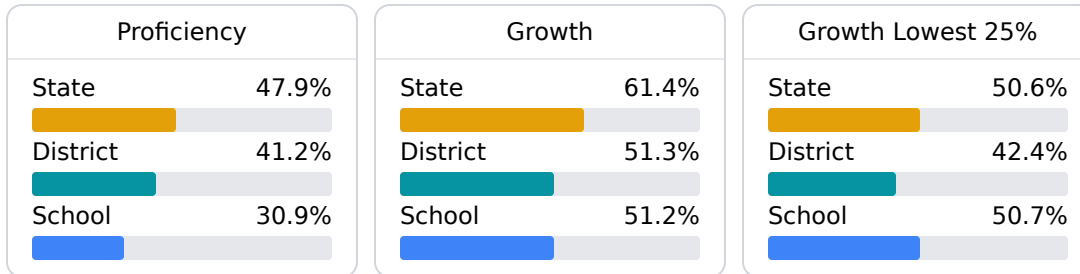 Proficiency
State 47.9%
District 41.2%
School 30.9%
Growth
State 61.4%
District 51.3%
School 51.2%
Growth Lowest 25%
State 50.6%
District 42.4%
School 50.7%